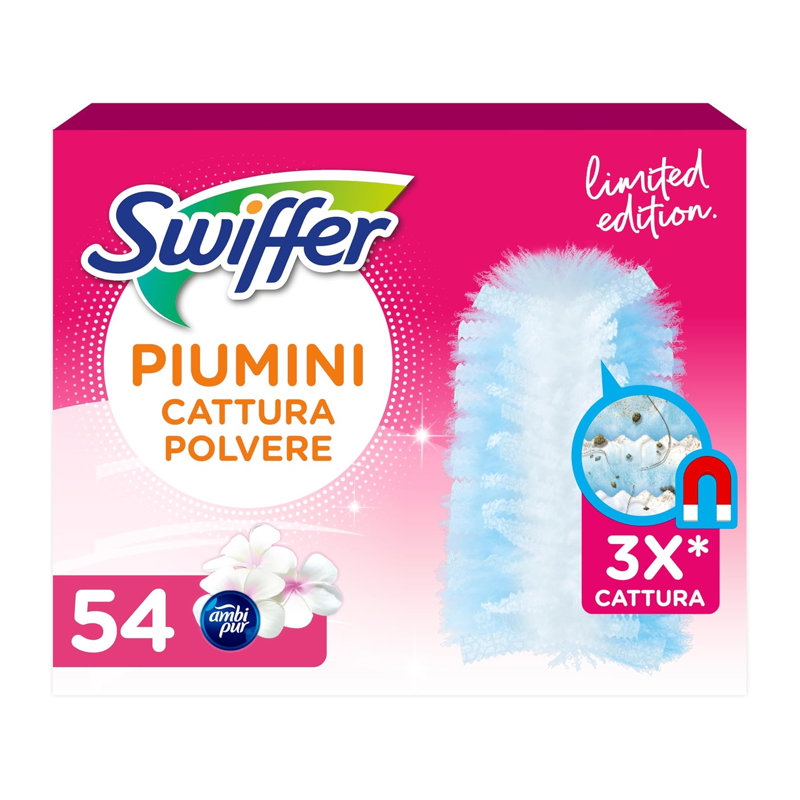 Swiffer
limited
edition.
PIUMINI
CATTURA
POLVERE
54
ambi
pur
3X*
CATTURA